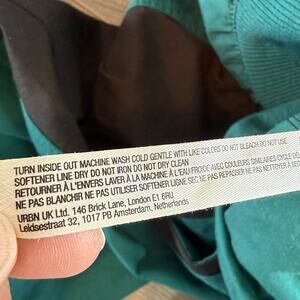 TURN INSIDE OUT MACHINE WASH COLD GENTLE WITH LIKE COLORS DO NOT BLEACH DO NOT USE
SOFTENER LINE DRY DO NOT IRON DO NOT DRY CLEAN
RETOURNER À L'ENVERS LAVER À LA MACHINE À L'EAU FROIDE AVEC COULEURS SIMILAIRES CYCLE DÉ
NE PAS BLANCHIR NE PAS UTILISER SOFTENER LIGNE SEC NE PAS REPASSER NE PAS NETTOYER
URBN UK Ltd. 146 Brick Lane, London E1 6RU
Leidsestraat 32, 1017 PB Amsterdam, Netherlands